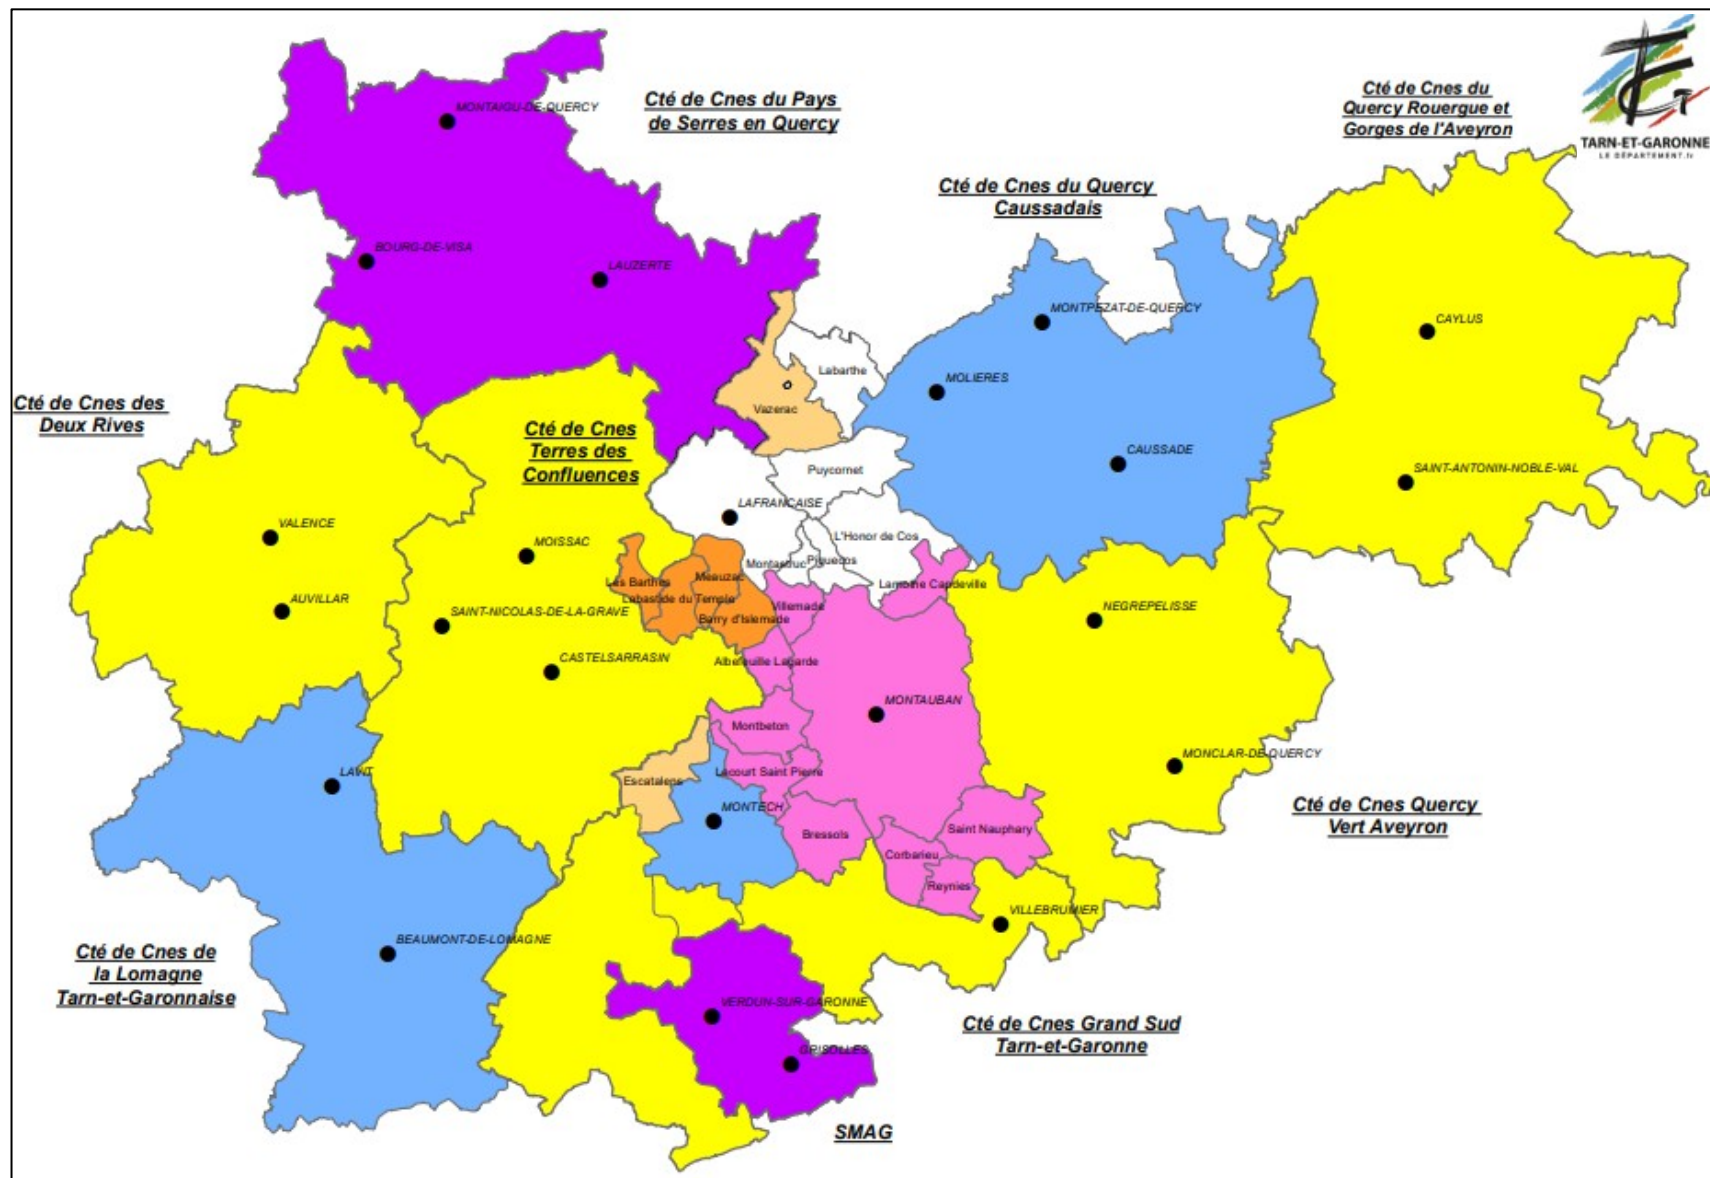 TARN-ET-GARONNE
LE DÉPARTEMENT.fr
Cté de Cnes du Pays
de Serres en Quercy
Cté de Cnes du
Quercy Rouergue et
Gorges de l'Aveyron
MONTAIGU-DE-QUERCY
Cté de Cnes du Quercy
Caussadais
BOURG-DE-VISA
LAUZERTE
MONTPEZAT-DE-QUERCY
CAYLUS
Labarthe
MOLIERES
Vazerac
Cté de Cnes des
Deux Rives
Cté de Cnes
Terres des
Confluences
CAUSSADE
Puycornet
SAINT-ANTONIN-NOBLE-VAL
LAFRANCAISE
VALENCE
L'Honor de Cos
MOISSAC
Montastruc
Piquecos
Meauzac
Les Barthes
Lamothe Capdeville
Labastide du Temple
AUVILLAR
SAINT-NICOLAS-DE-LA-GRAVE
Villemade
NEGREPELISSE
Barry d'Islemade
CASTELSARRASIN
Albefeuille Lagarde
MONTAUBAN
Montbeton
MONCLAR-DE-QUERCY
Lacourt Saint Pierre
Escatalens
MONTECH
Cté de Cnes Quercy
Vert Aveyron
Bressols
Saint Nauphary
Corbarieu
Reynies
VILLEBRUMIER
BEAUMONT-DE-LOMAGNE
Cté de Cnes de
la Lomagne
Tarn-et-Garonnaise
VERDUN-SUR-GARONNE
Cté de Cnes Grand Sud
Tarn-et-Garonne
GRISOLLES
SMAG